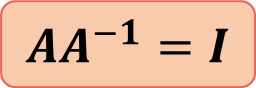 AA⁻¹ = I